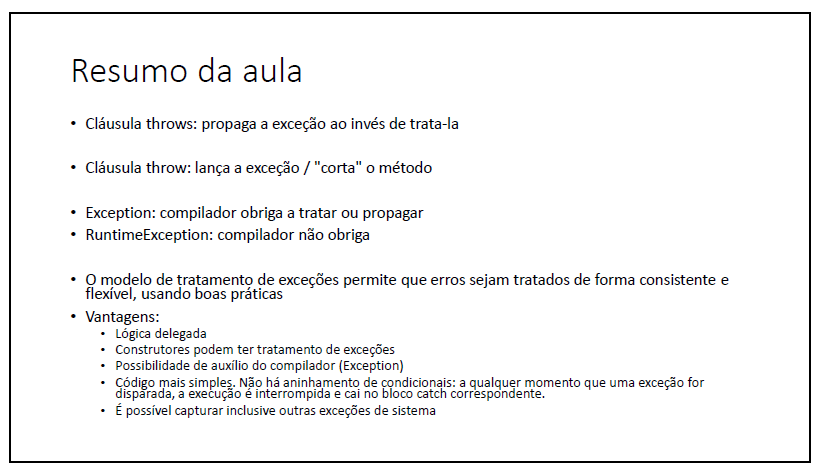 Resumo da aula
• Cláusula throws: propaga a exceção ao invés de trata-la
• Cláusula throw: lança a exceção / "corta" o método
• Exception: compilador obriga a tratar ou propagar
• RuntimeException: compilador não obriga
• O modelo de tratamento de exceções permite que erros sejam tratados de forma consistente e
flexível, usando boas práticas
• Vantagens:
• Lógica delegada
• Construtores podem ter tratamento de exceções
• Possibilidade de auxílio do compilador (Exception)
• Código mais simples. Não há aninhamento de condicionais: a qualquer momento que uma exceção for
disparada, a execução é interrompida e cai no bloco catch correspondente.
• É possível capturar inclusive outras exceções de sistema